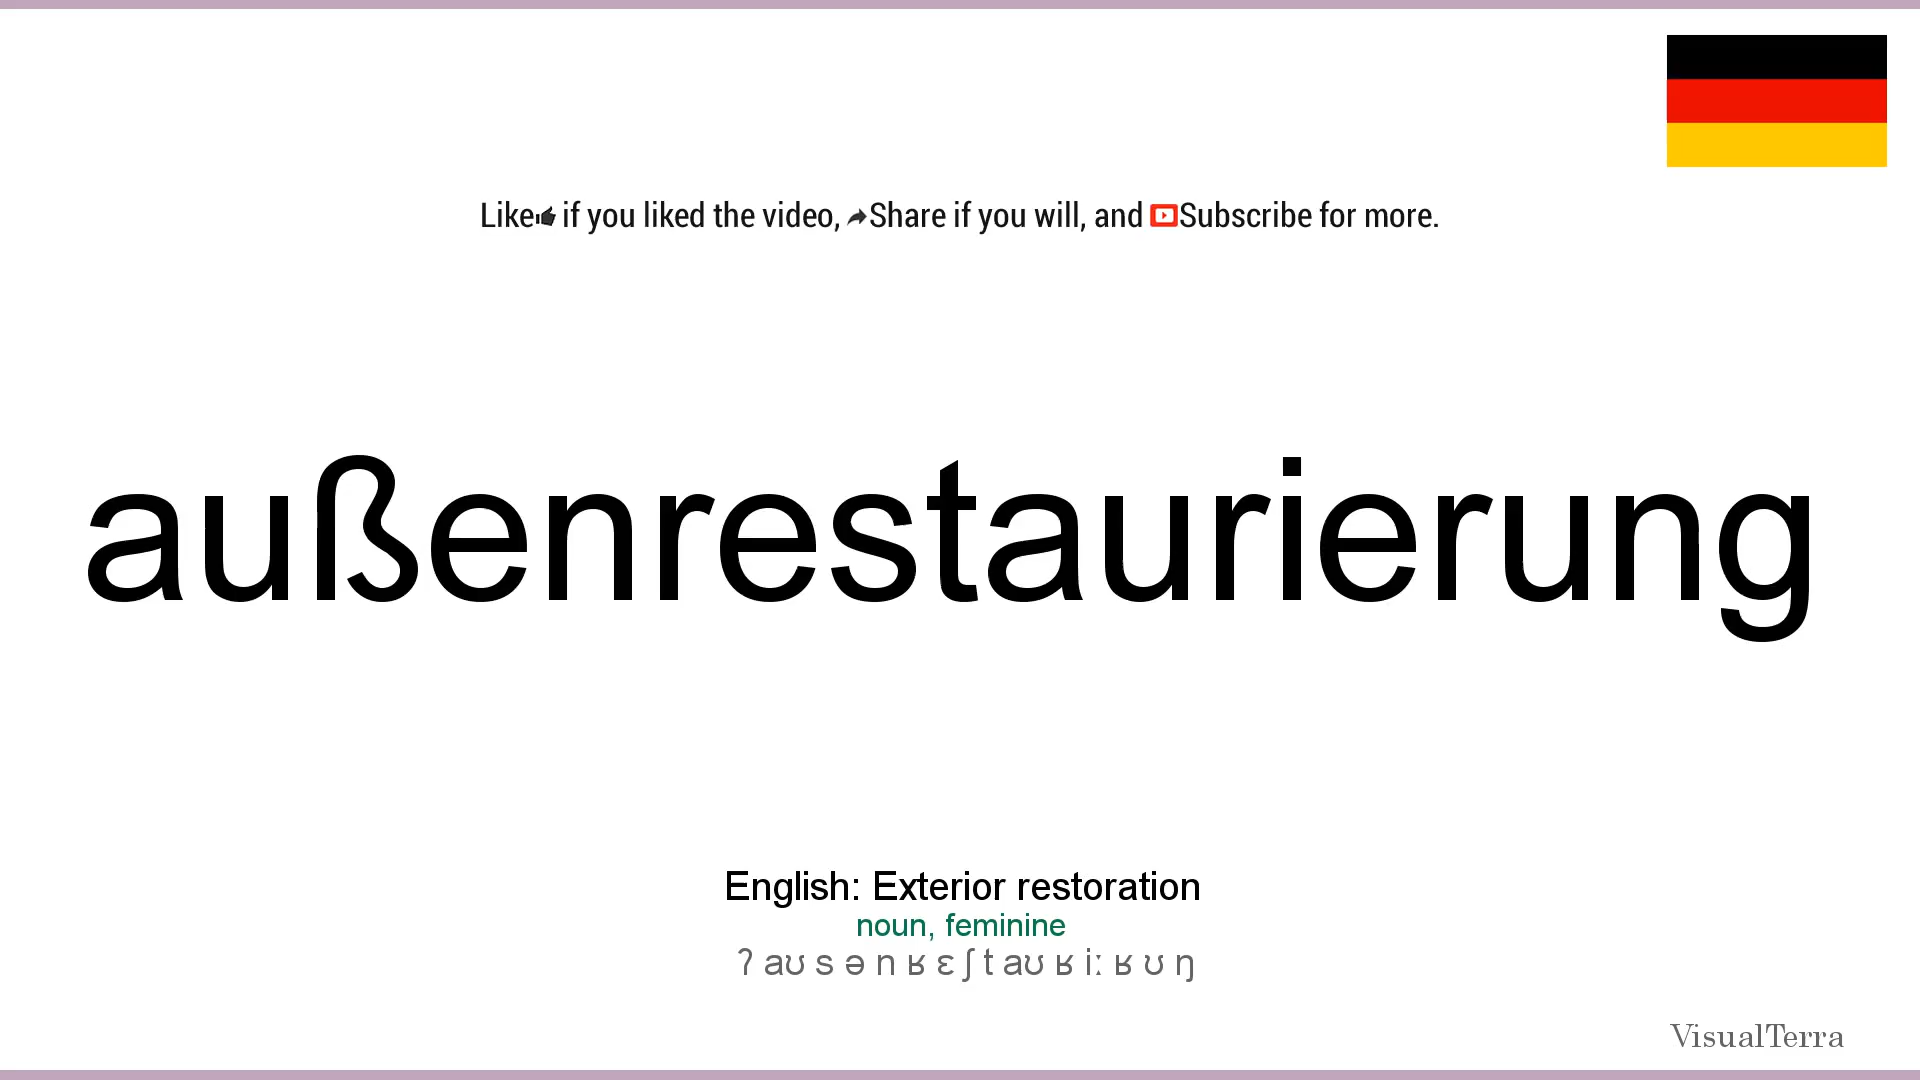 Like if you liked the video, Share if you will, and Subscribe for more.
außenrestaurierung
English: Exterior restoration
noun, feminine
ʔ aʊ s ə n ʁ ɛ ʃ t aʊ ʁ iː ʁ ʊ ŋ
VisualTerra